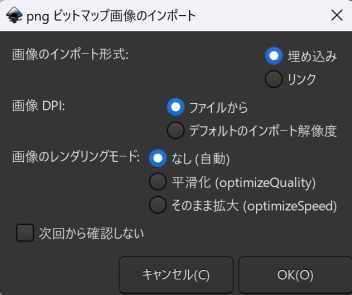 png ビットマップ画像のインポート
画像のインポート形式:
埋め込み
リンク
画像 DPI:
ファイルから
デフォルトのインポート解像度
画像のレンダリングモード:
なし (自動)
平滑化 (optimizeQuality)
そのまま拡大 (optimizeSpeed)
次回から確認しない
キャンセル(C)
OK(O)